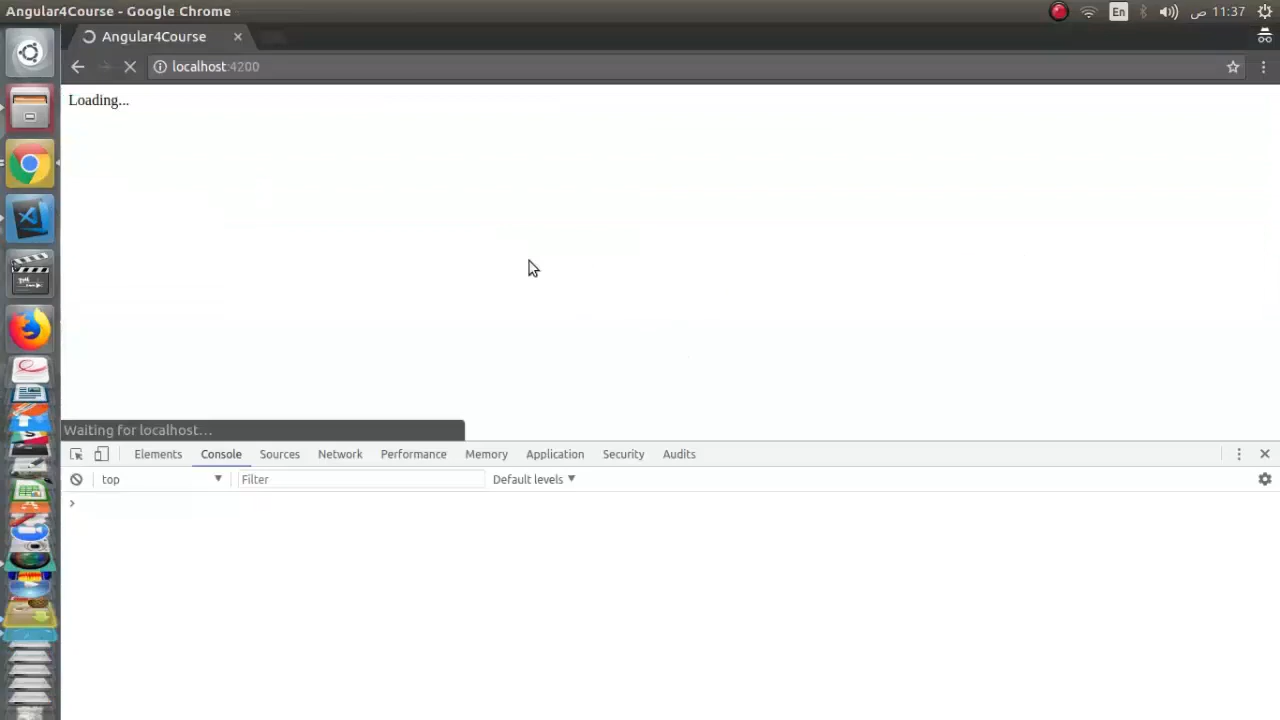 Angular4Course - Google Chrome
En
ص 11:37
Angular4Course
localhost:4200
Loading...
Waiting for localhost...
Elements Console Sources Network Performance Memory Application Security Audits
top Filter Default levels